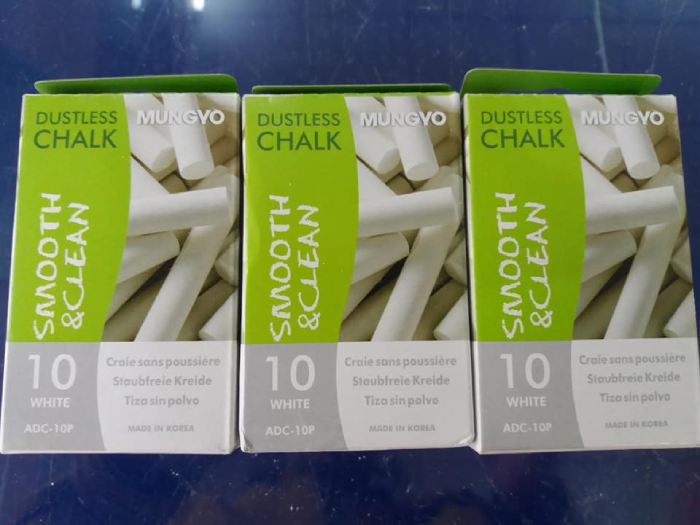 DUSTLESS
CHALK
MUNGYO
SMOOTH
&CLEAN
10
WHITE
ADC-10P
Craie sans poussière
Staubfreie Kreide
Tiza sin polvo
MADE IN KOREA
DUSTLESS
CHALK
MUNGYO
SMOOTH
&CLEAN
10
WHITE
ADC-10P
Craie sans poussière
Staubfreie Kreide
Tiza sin polvo
MADE IN KOREA
DUSTLESS
CHALK
MUNGYO
SMOOTH
&CLEAN
10
WHITE
ADC-10P
Craie sans poussière
Staubfreie Kreide
Tiza sin polvo
MADE IN KOREA